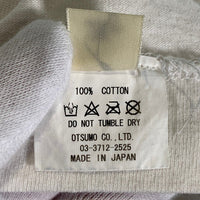 100% COTTON
DO NOT TUMBLE DRY
OTSUMO CO., LTD.
03-3712-2525
MADE IN JAPAN